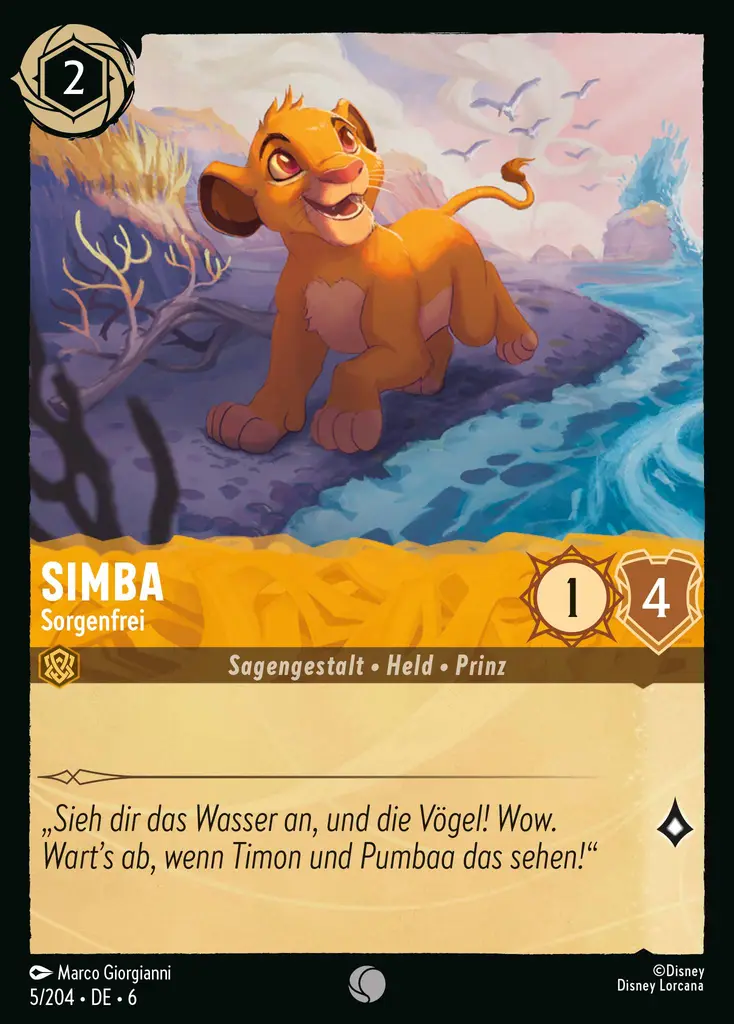 2
SIMBA
Sorgenfrei
1
4
Sagengestalt • Held • Prinz
„Sieh dir das Wasser an, und die Vögel! Wow.
Wart’s ab, wenn Timon und Pumbaa das sehen!“
Marco Giorgianni
5/204 • DE • 6
©Disney
Disney Lorcana